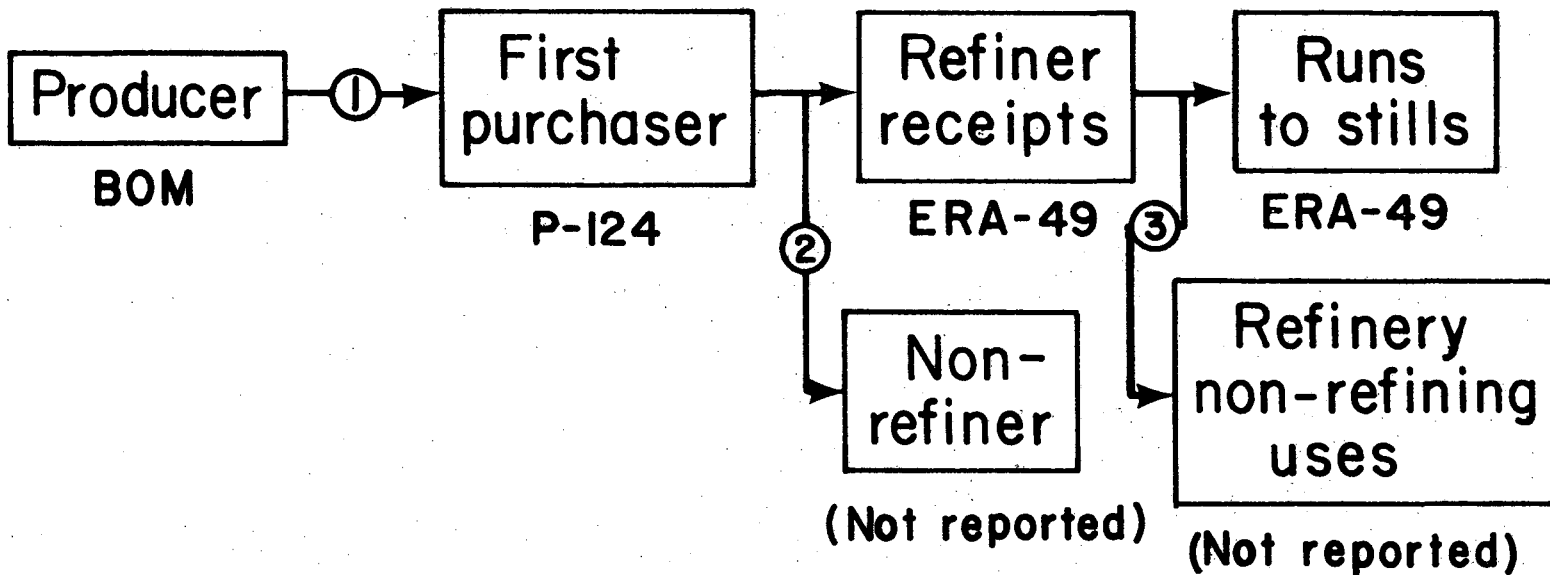 Producer
BOM
①
First
purchaser
P-124
②
Refiner
receipts
ERA-49
③
Runs
to stills
ERA-49
Non-
refiner
(Not reported)
Refinery
non-refining
uses
(Not reported)